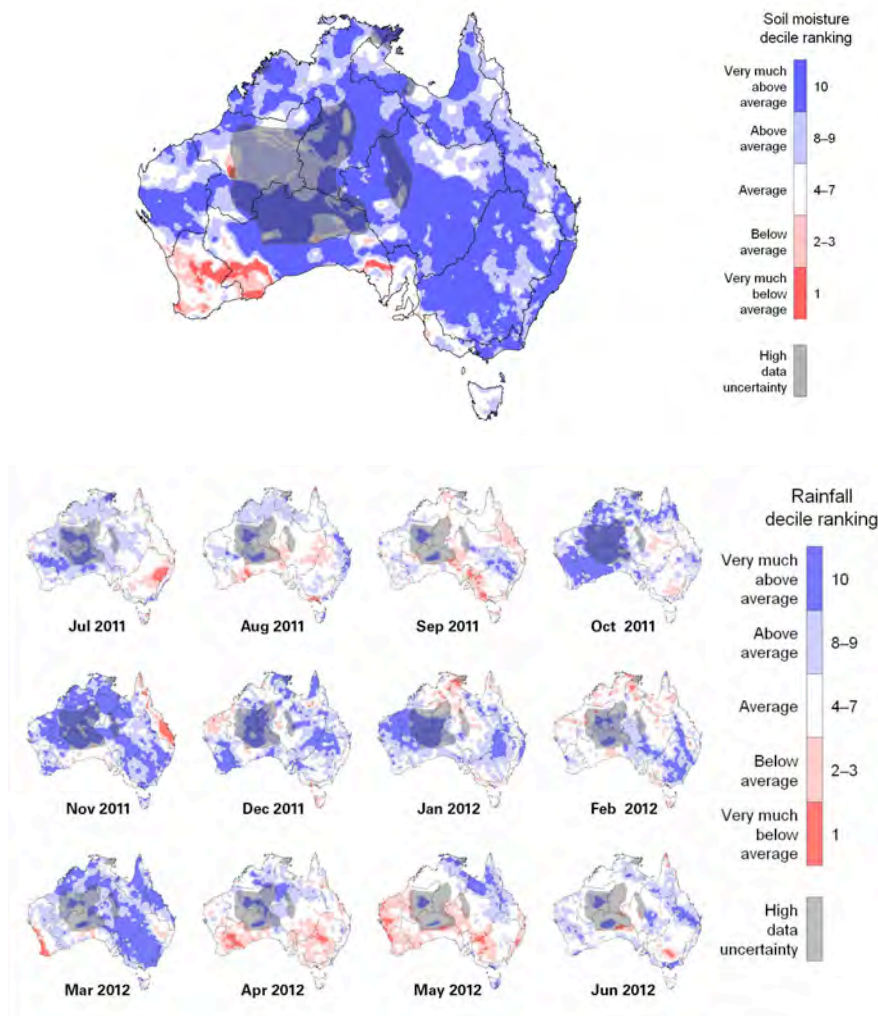 Soil moisture
decile ranking
Very much
above
average
10
Above
average
8–9
Average
4–7
Below
average
2–3
Very much
below
average
1
High
data
uncertainty
Rainfall
decile ranking
Very much
above
average
10
Above
average
8–9
Average
4–7
Below
average
2–3
Very much
below
average
1
High
data
uncertainty
Jul 2011
Aug 2011
Sep 2011
Oct 2011
Nov 2011
Dec 2011
Jan 2012
Feb 2012
Mar 2012
Apr 2012
May 2012
Jun 2012